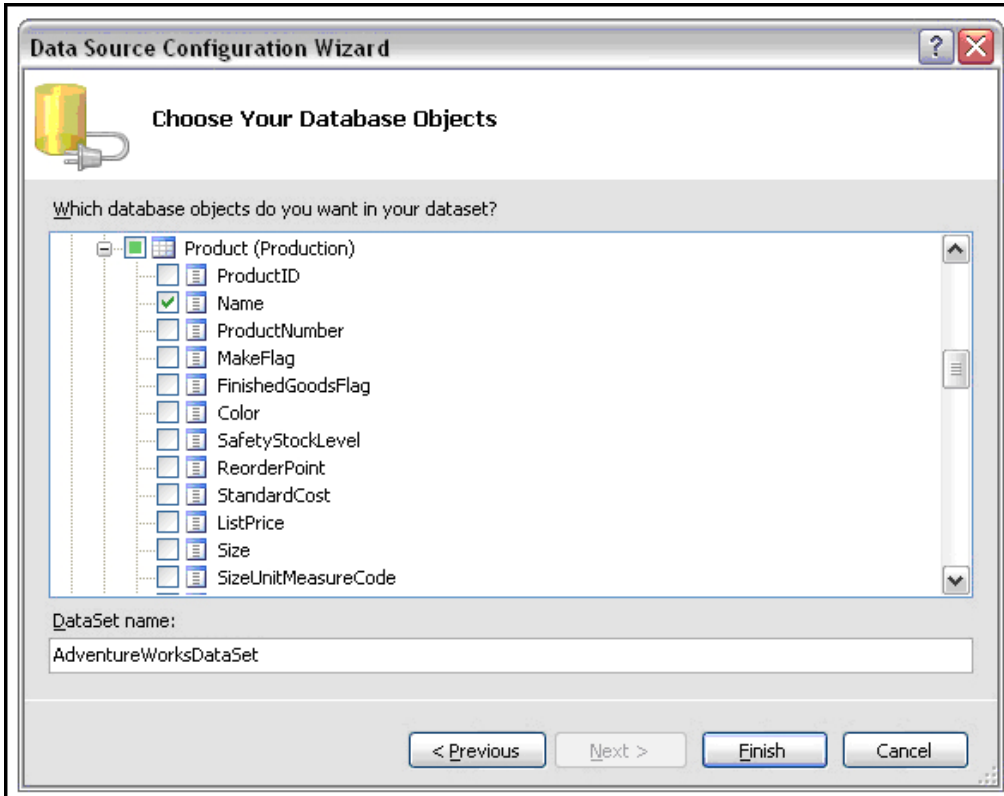 Data Source Configuration Wizard
Choose Your Database Objects
Which database objects do you want in your dataset?
Product (Production)
ProductID
Name
ProductNumber
MakeFlag
FinishedGoodsFlag
Color
SafetyStockLevel
ReorderPoint
StandardCost
ListPrice
Size
SizeUnitMeasureCode
DataSet name:
AdventureWorksDataSet
< Previous
Next >
Finish
Cancel